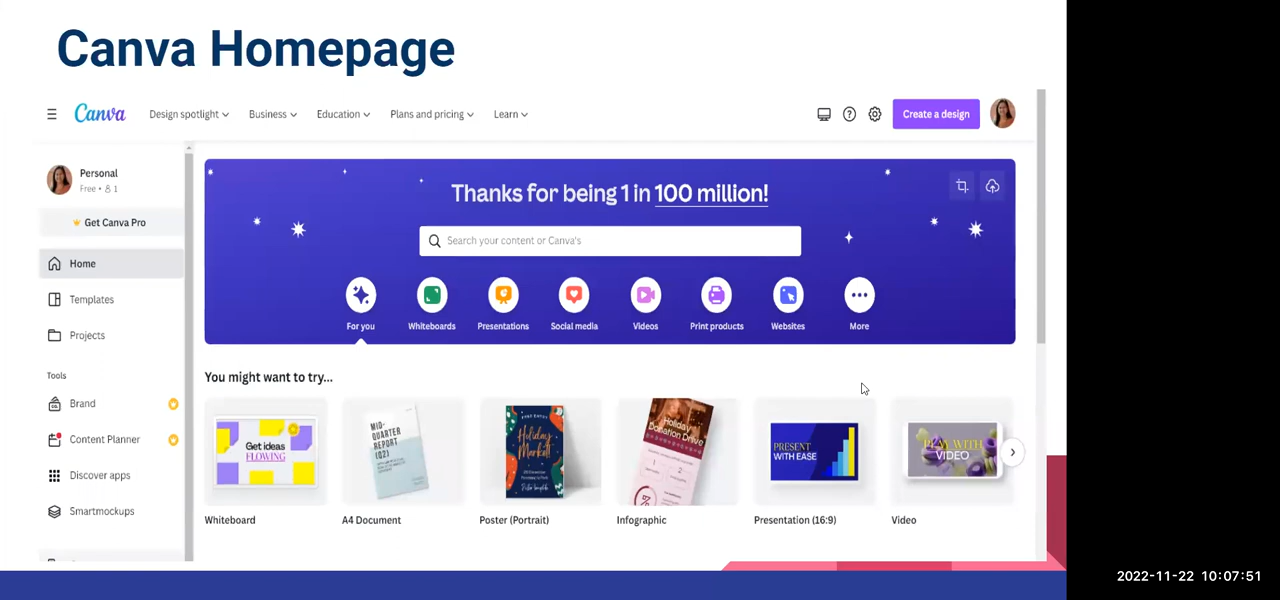 Canva Homepage
Canva
Design spotlight
Business
Education
Plans and pricing
Learn
Create a design
Personal
Free • 1
Get Canva Pro
Home
Templates
Projects
Tools
Brand
Content Planner
Discover apps
Smartmockups
Thanks for being 1 in 100 million!
Search your content or Canva's
For you
Whiteboards
Presentations
Social media
Videos
Print products
Websites
More
You might want to try...
Get ideas
FLOWING
MID-
QUARTER
REPORT
(Q2)
Holiday
Market
Holiday
Donation Drive
PRESENT
WITH EASE
PLAY WITH
VIDEO
Whiteboard
A4 Document
Poster (Portrait)
Infographic
Presentation (16:9)
Video
2022-11-22 10:07:51